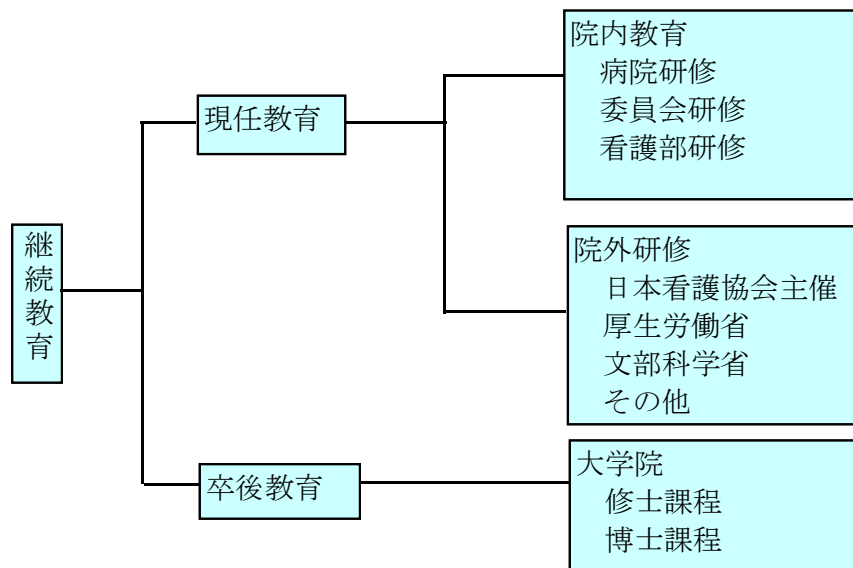 継続教育
現任教育
院内教育
病院研修
委員会研修
看護部研修
院外研修
日本看護協会主催
厚生労働省
文部科学省
その他
卒後教育
大学院
修士課程
博士課程